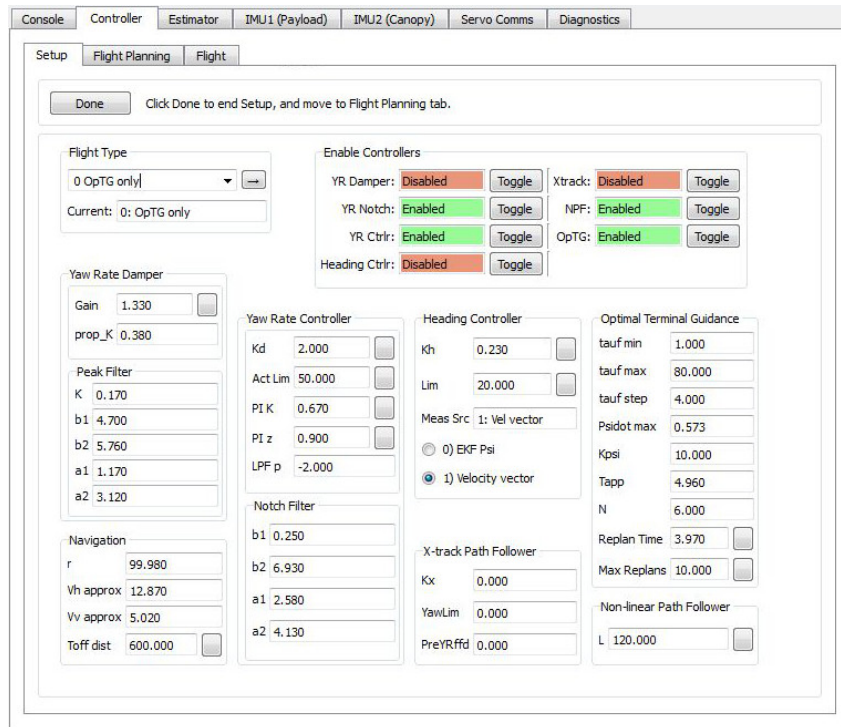 Console Controller Estimator IMU1 (Payload) IMU2 (Canopy) Servo Comms Diagnostics
Setup Flight Planning Flight
Done Click Done to end Setup, and move to Flight Planning tab.
Flight Type
0 OpTG only →
Current: 0: OpTG only
Enable Controllers
YR Damper: Disabled Toggle Xtrack: Disabled Toggle
YR Notch: Enabled Toggle NPF: Enabled Toggle
YR Ctrlr: Enabled Toggle OpTG: Enabled Toggle
Heading Ctrlr: Disabled Toggle
Yaw Rate Damper
Gain 1.330
prop_K 0.380
Peak Filter
K 0.170
b1 4.700
b2 5.760
a1 1.170
a2 3.120
Navigation
r 99.980
Vh approx 12.870
Vv approx 5.020
Toff dist 600.000
Yaw Rate Controller
Kd 2.000
Act Lim 50.000
PI K 0.670
PI z 0.900
LPF p -2.000
Notch Filter
b1 0.250
b2 6.930
a1 2.580
a2 4.130
Heading Controller
Kh 0.230
Lim 20.000
Meas Src 1: Vel vector
0) EKF Psi
1) Velocity vector
X-track Path Follower
Kx 0.000
YawLim 0.000
PreYRffd 0.000
Optimal Terminal Guidance
tauf min 1.000
tauf max 80.000
tauf step 4.000
Psidot max 0.573
Kpsi 10.000
Tapp 4.960
N 6.000
Replan Time 3.970
Max Replans 10.000
Non-linear Path Follower
L 120.000